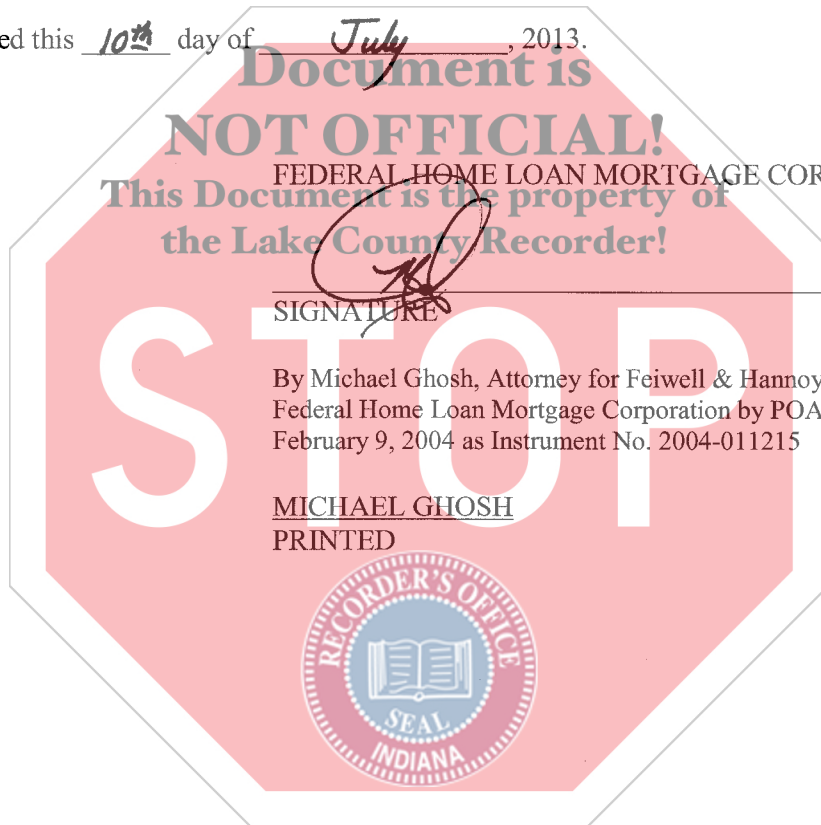 ed this 10th day of July, 2013.
Document is
NOT OFFICIAL!
FEDERAL HOME LOAN MORTGAGE COR
This Document is the property of
the Lake County Recorder!
SIGNATURE
STOP
By Michael Ghosh, Attorney for Feiwell & Hannoy
Federal Home Loan Mortgage Corporation by POA
February 9, 2004 as Instrument No. 2004-011215
MICHAEL GHOSH
PRINTED
RECORDER'S OFFICE
SEAL
INDIANA